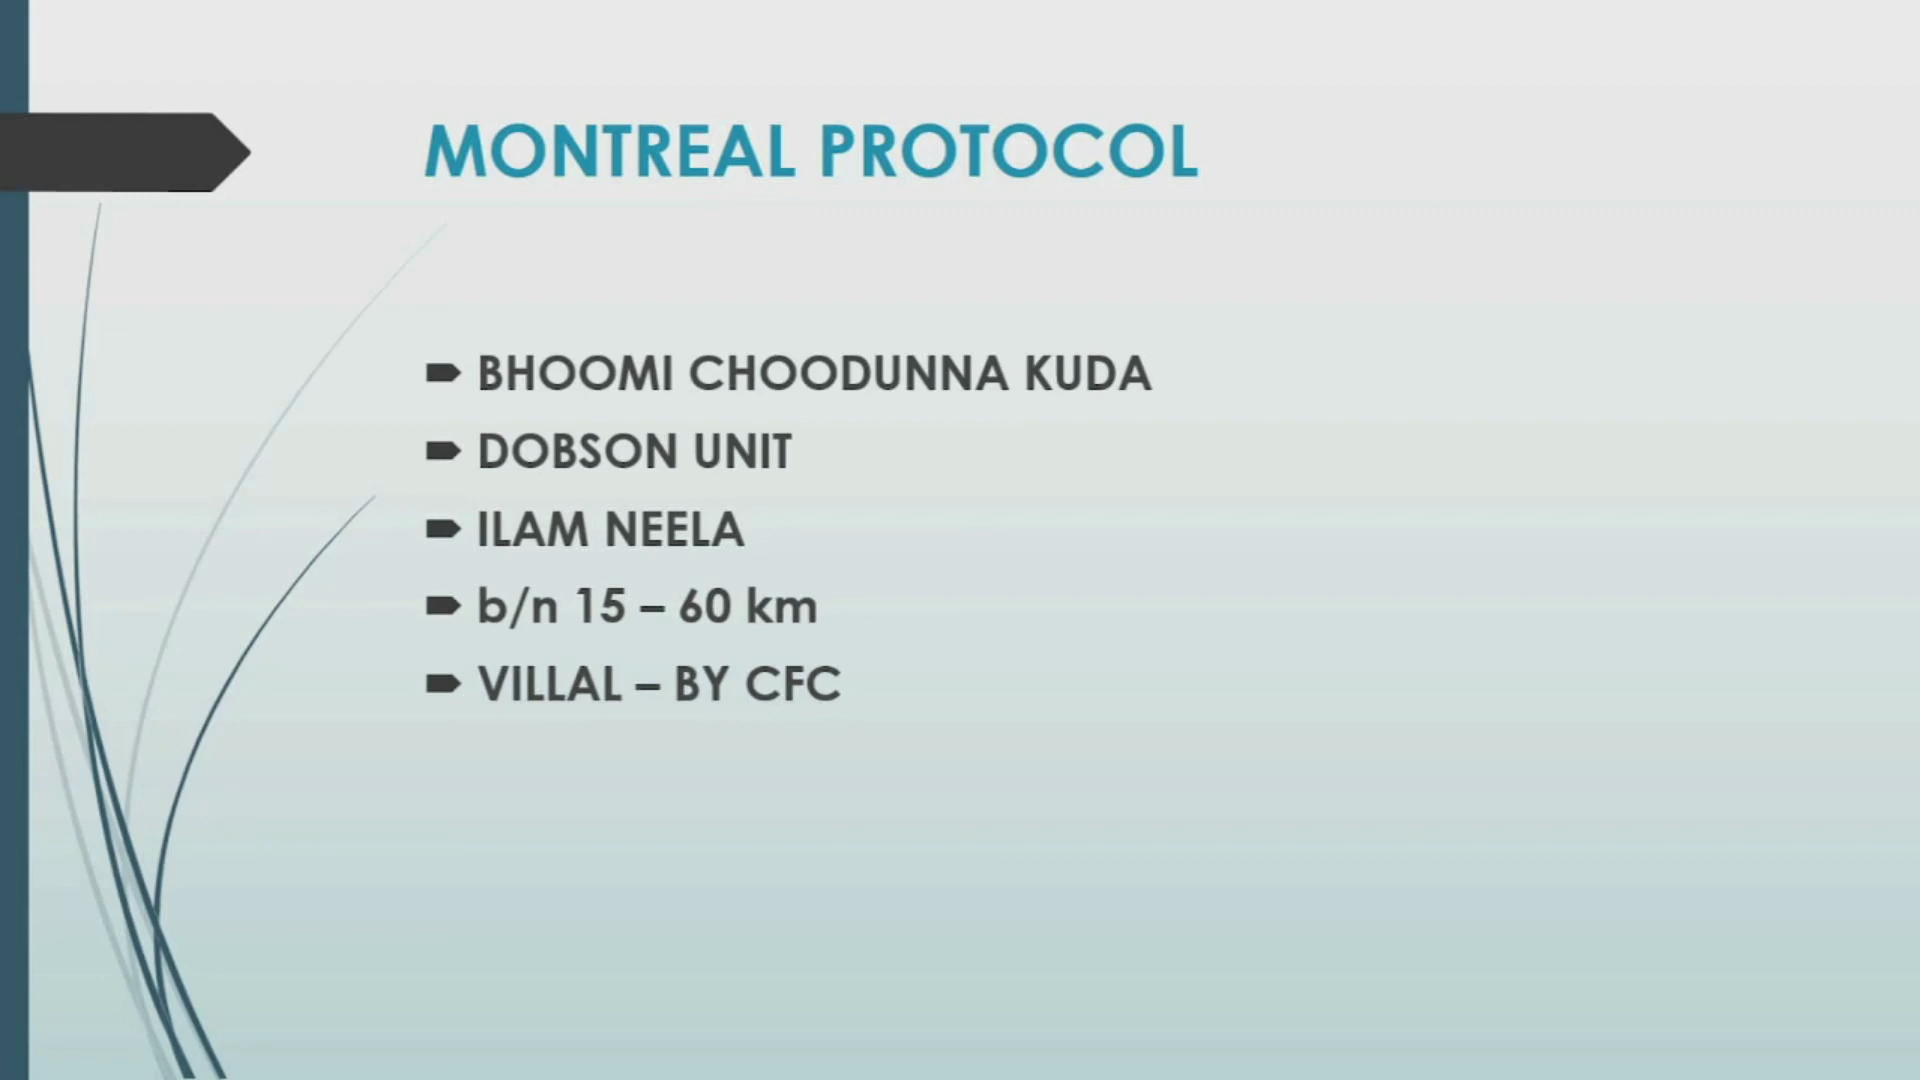 MONTREAL PROTOCOL
BHOOMI CHOODUNNA KUDA
DOBSON UNIT
ILAM NEELA
b/n 15 – 60 km
VILLAL – BY CFC